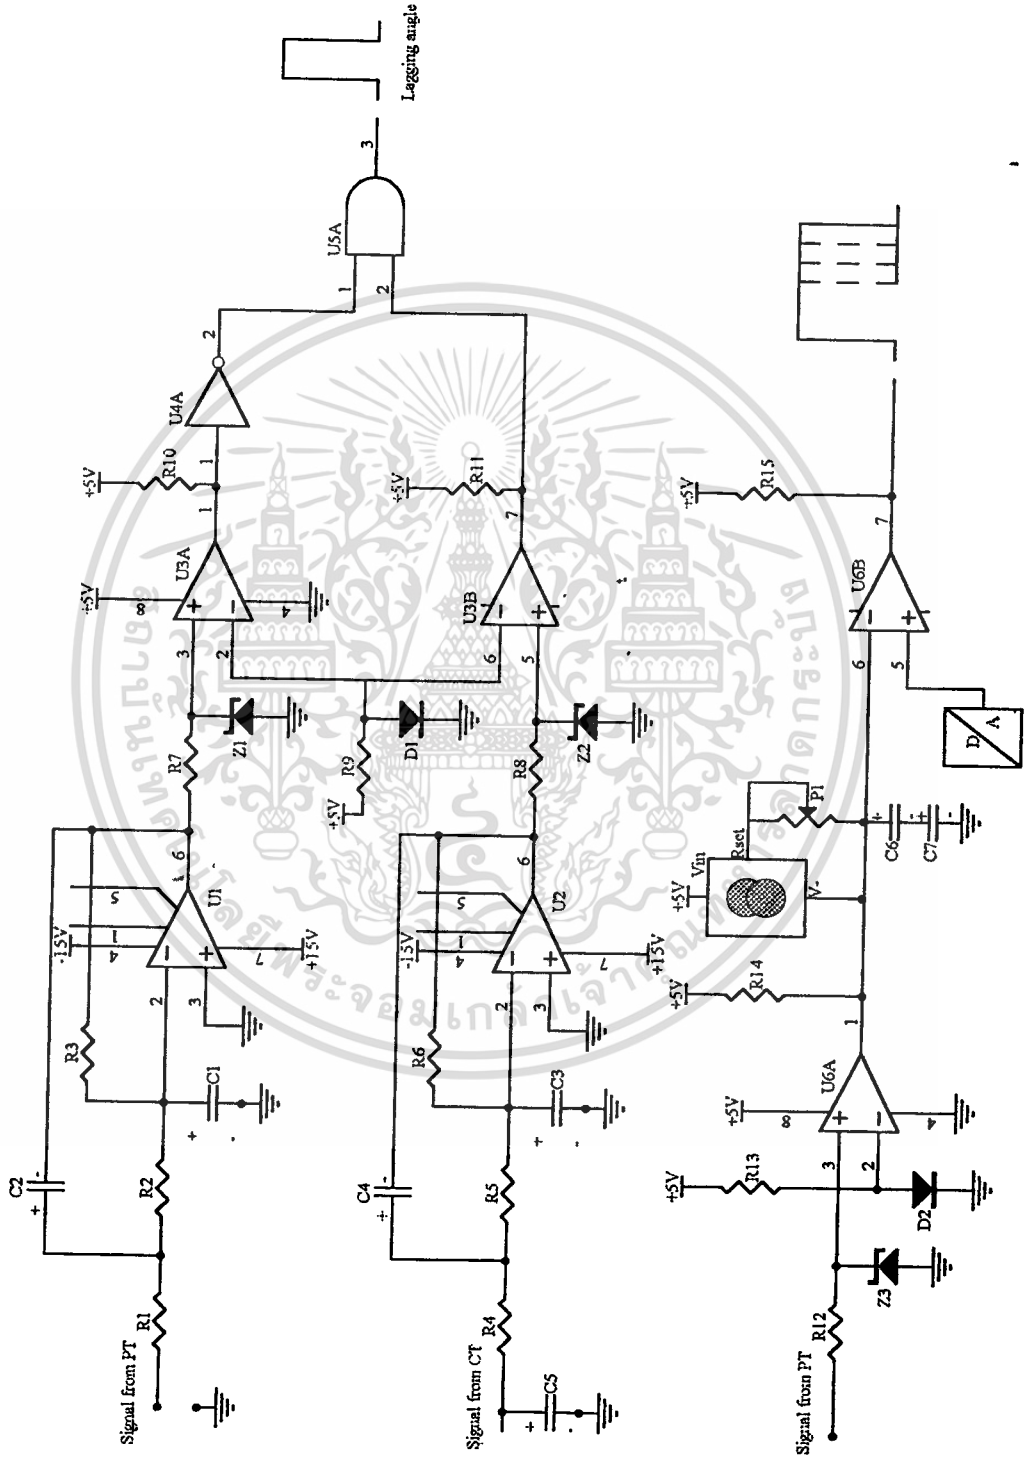 Signal from PT
R1
C2
+
-
R2
R3
C1
+
-
2
3
-15V
4
1
5
U1
6
7
+15V
R7
Z1
3
2
+5V
8
U3A
4
1
+5V
R10
1
U4A
2
1
2
U5A
3
Lagging angle
+5V
R9
D1
Signal from CT
C5
+
-
R4
C4
+
-
R5
R6
C3
+
-
2
3
-15V
4
1
5
U2
6
7
+15V
R8
Z2
6
5
U3B
7
+5V
R11
Signal from PT
R12
Z3
+5V
R13
D2
3
2
+5V
8
U6A
4
1
+5V
R14
+5V
Vin
Rset
V-
P1
C6
+
-
C7
+
-
D
A
6
5
U6B
7
+5V
R15